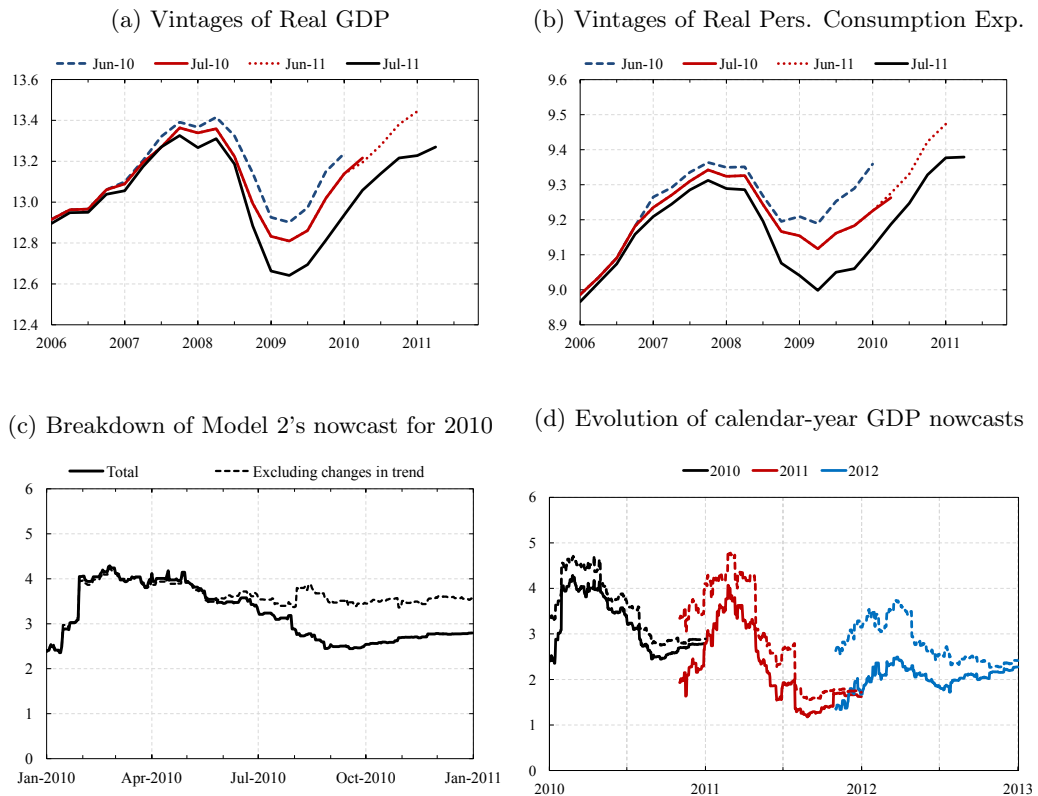 (a) Vintages of Real GDP
Jun-10 Jul-10 Jun-11 Jul-11
13.6
13.4
13.2
13.0
12.8
12.6
12.4
2006 2007 2008 2009 2010 2011
(b) Vintages of Real Pers. Consumption Exp.
Jun-10 Jul-10 Jun-11 Jul-11
9.6
9.5
9.4
9.3
9.2
9.1
9.0
8.9
2006 2007 2008 2009 2010 2011
(c) Breakdown of Model 2's nowcast for 2010
Total Excluding changes in trend
6
5
4
3
2
1
0
Jan-2010 Apr-2010 Jul-2010 Oct-2010 Jan-2011
(d) Evolution of calendar-year GDP nowcasts
2010 2011 2012
6
5
4
3
2
1
0
2010 2011 2012 2013